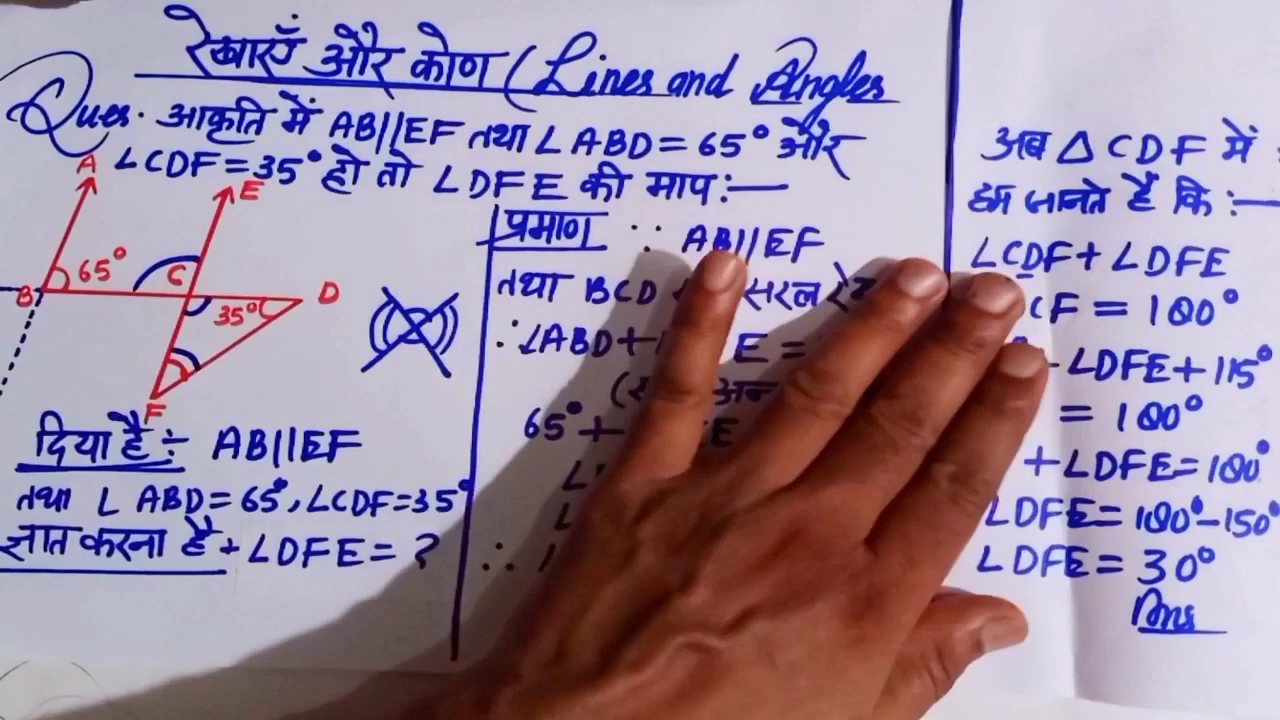 रेखाएँ और कोण (Lines and Angles
Ques. आकृति में AB//EF तथा ∠ABD=65° और
∠CDF=35° हो तो ∠DFE की माप:—
A
E
65°
C
B
D
35°
F
दिया है:- AB//EF
तथा ∠ABD=65°, ∠CDF=35°
ज्ञात करना है - ∠DFE=?
प्रमाण ∵ AB//EF
तथा BCD सरल
∴∠ABD+ E=
65°+ E
∴
अब △CDF में
हम जानते हैं कि:—
∠CDF+∠DFE
CF=180°
∠DFE+115°
=180°
+∠DFE=180°
∠DFE=180°-150°
∠DFE=30°
Ans